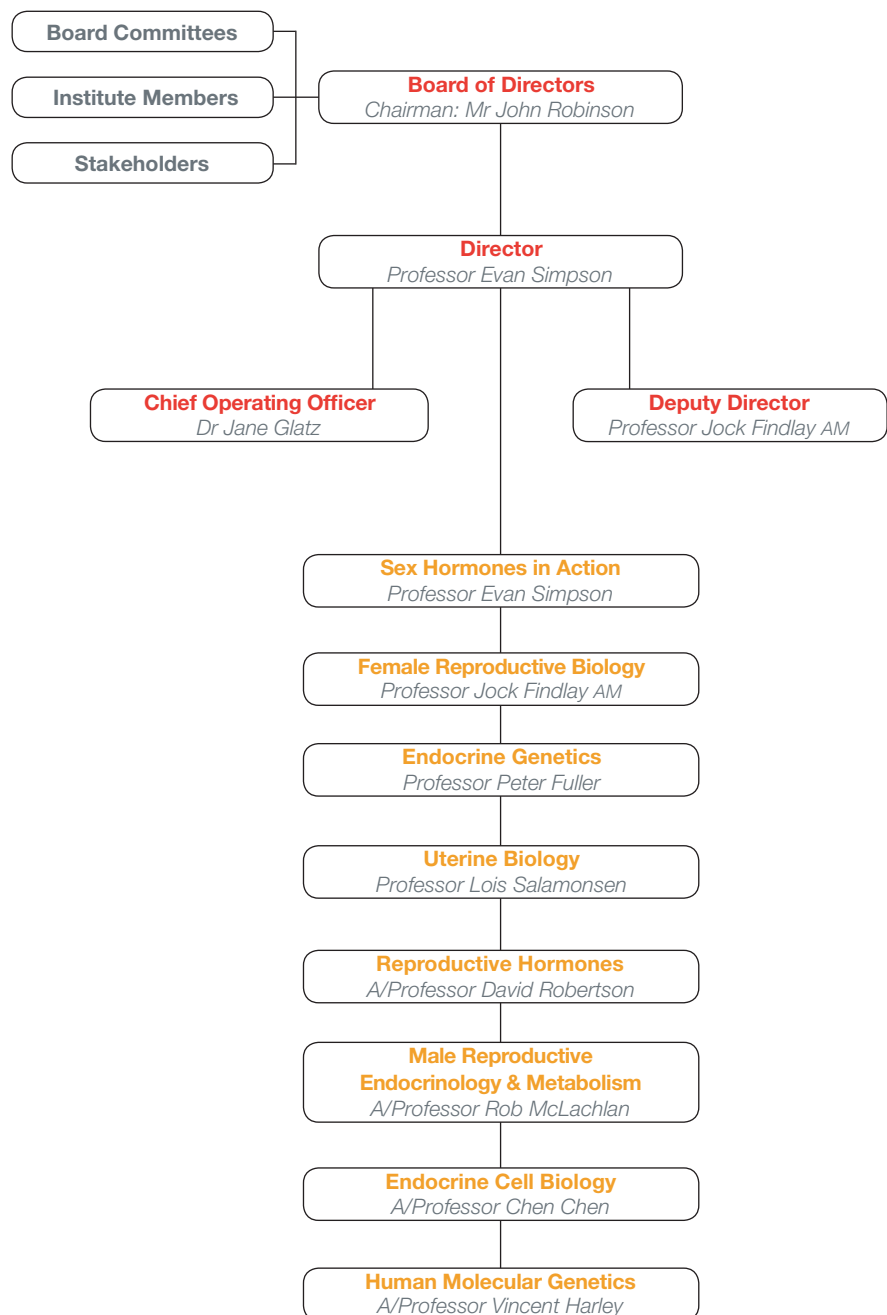 Board Committees
Institute Members
Stakeholders
Board of Directors
Chairman: Mr John Robinson
Director
Professor Evan Simpson
Chief Operating Officer
Dr Jane Glatz
Deputy Director
Professor Jock Findlay AM
Sex Hormones in Action
Professor Evan Simpson
Female Reproductive Biology
Professor Jock Findlay AM
Endocrine Genetics
Professor Peter Fuller
Uterine Biology
Professor Lois Salamonsen
Reproductive Hormones
A/Professor David Robertson
Male Reproductive
Endocrinology & Metabolism
A/Professor Rob McLachlan
Endocrine Cell Biology
A/Professor Chen Chen
Human Molecular Genetics
A/Professor Vincent Harley